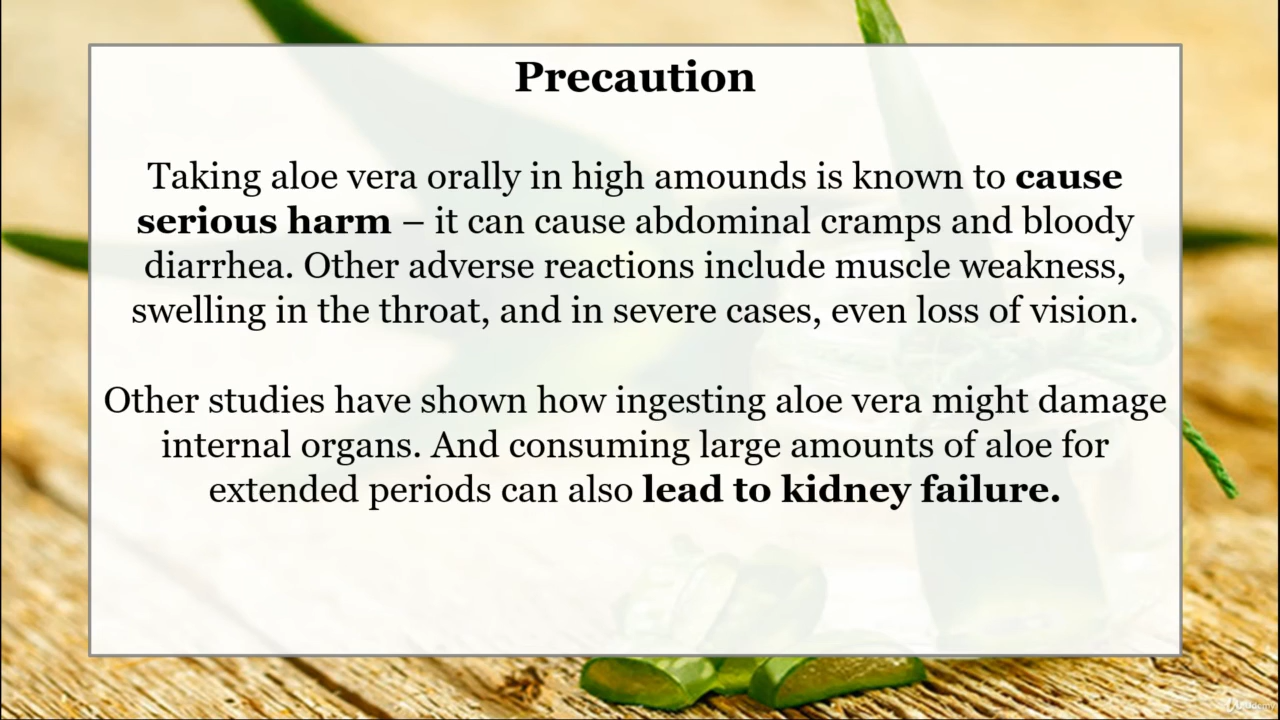 Precaution
Taking aloe vera orally in high amounds is known to cause
serious harm – it can cause abdominal cramps and bloody
diarrhea. Other adverse reactions include muscle weakness,
swelling in the throat, and in severe cases, even loss of vision.
Other studies have shown how ingesting aloe vera might damage
internal organs. And consuming large amounts of aloe for
extended periods can also lead to kidney failure.
Udemy